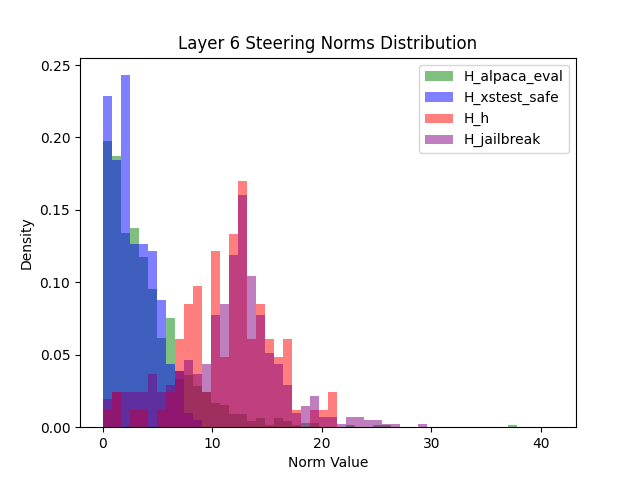 Layer 6 Steering Norms Distribution
H_alpaca_eval
H_xstest_safe
H_h
H_jailbreak
0.25
0.20
0.15
0.10
0.05
0.00
Density
0 10 20 30 40
Norm Value